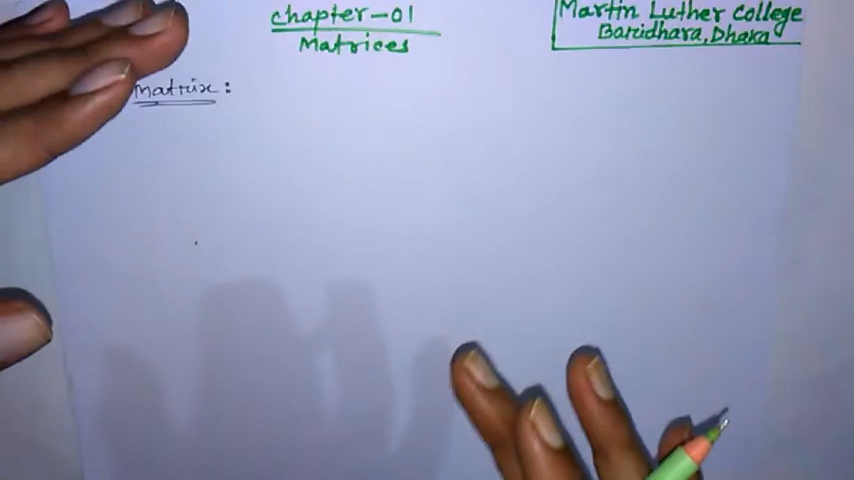 chapter-01
Matrices
Martin Luther College
Baridhara, Dhaka
Matrix: